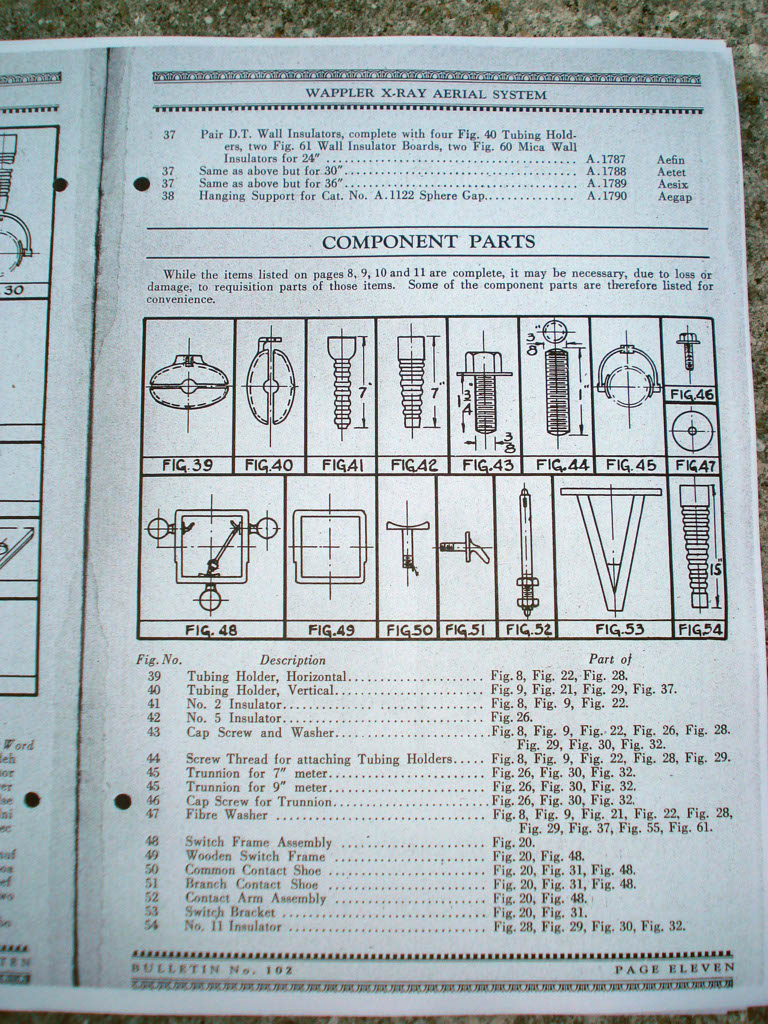 WAPPLER X-RAY AERIAL SYSTEM
37 Pair D.T. Wall Insulators, complete with four Fig. 40 Tubing Hold-
ers, two Fig. 61 Wall Insulator Boards, two Fig. 60 Mica Wall
Insulators for 24" ........ A.1787 Aefin
37 Same as above but for 30" ........ A.1788 Aetet
37 Same as above but for 36" ........ A.1789 Aesix
38 Hanging Support for Cat. No. A.1122 Sphere Gap ........ A.1790 Aegap
COMPONENT PARTS
While the items listed on pages 8, 9, 10 and 11 are complete, it may be necessary, due to loss or
damage, to requisition parts of those items. Some of the component parts are therefore listed for
convenience.
30
7"
7"
1 3/4
3/8
3/8"
1"
FIG.39 FIG.40 FIG.41 FIG.42 FIG.43 FIG.44 FIG.45 FIG.46 FIG.47
15"
FIG. 48 FIG.49 FIG.50 FIG.51 FIG.52 FIG.53 FIG.54
Fig. No. Description Part of
39 Tubing Holder, Horizontal ........ Fig. 8, Fig. 22, Fig. 28.
40 Tubing Holder, Vertical ........ Fig. 9, Fig. 21, Fig. 29, Fig. 37.
41 No. 2 Insulator ........ Fig. 8, Fig. 9, Fig. 22.
42 No. 5 Insulator ........ Fig. 26.
43 Cap Screw and Washer ........ Fig. 8, Fig. 9, Fig. 22, Fig. 26, Fig. 28.
Fig. 29, Fig. 30, Fig. 32.
44 Screw Thread for attaching Tubing Holders ..... Fig. 8, Fig. 9, Fig. 22, Fig. 28, Fig. 29.
45 Trunnion for 7" meter ........ Fig. 26, Fig. 30, Fig. 32.
45 Trunnion for 9" meter ........ Fig. 26, Fig. 30, Fig. 32.
46 Cap Screw for Trunnion ........ Fig. 26, Fig. 30, Fig. 32.
47 Fibre Washer ........ Fig. 8, Fig. 9, Fig. 21, Fig. 22, Fig. 28,
Fig. 29, Fig. 37, Fig. 55, Fig. 61.
48 Switch Frame Assembly ........ Fig. 20.
49 Wooden Switch Frame ........ Fig. 20, Fig. 48.
50 Common Contact Shoe ........ Fig. 20, Fig. 31, Fig. 48.
51 Branch Contact Shoe ........ Fig. 20, Fig. 31, Fig. 48.
52 Contact Arm Assembly ........ Fig. 20, Fig. 48.
53 Switch Bracket ........ Fig. 20, Fig. 31.
54 No. 11 Insulator ........ Fig. 28, Fig. 29, Fig. 30, Fig. 32.
BULLETIN No. 102 PAGE ELEVEN
Word